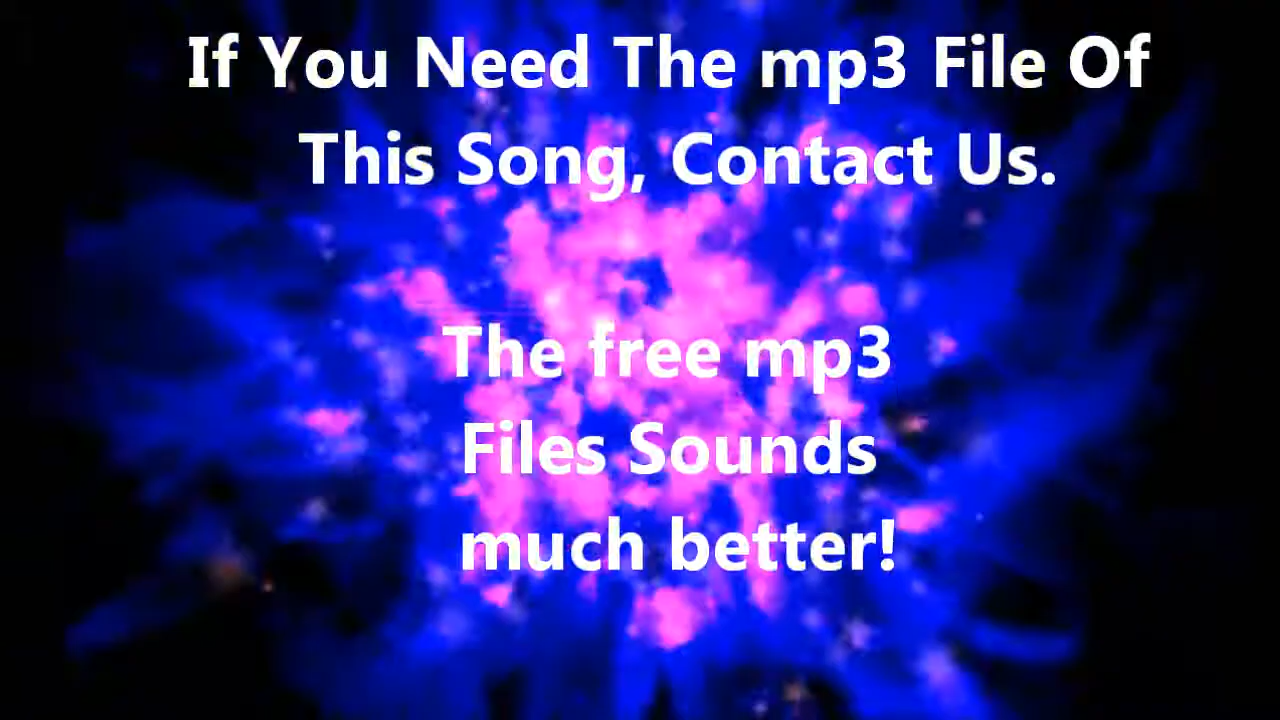 If You Need The mp3 File Of
This Song, Contact Us.
The free mp3
Files Sounds
much better!